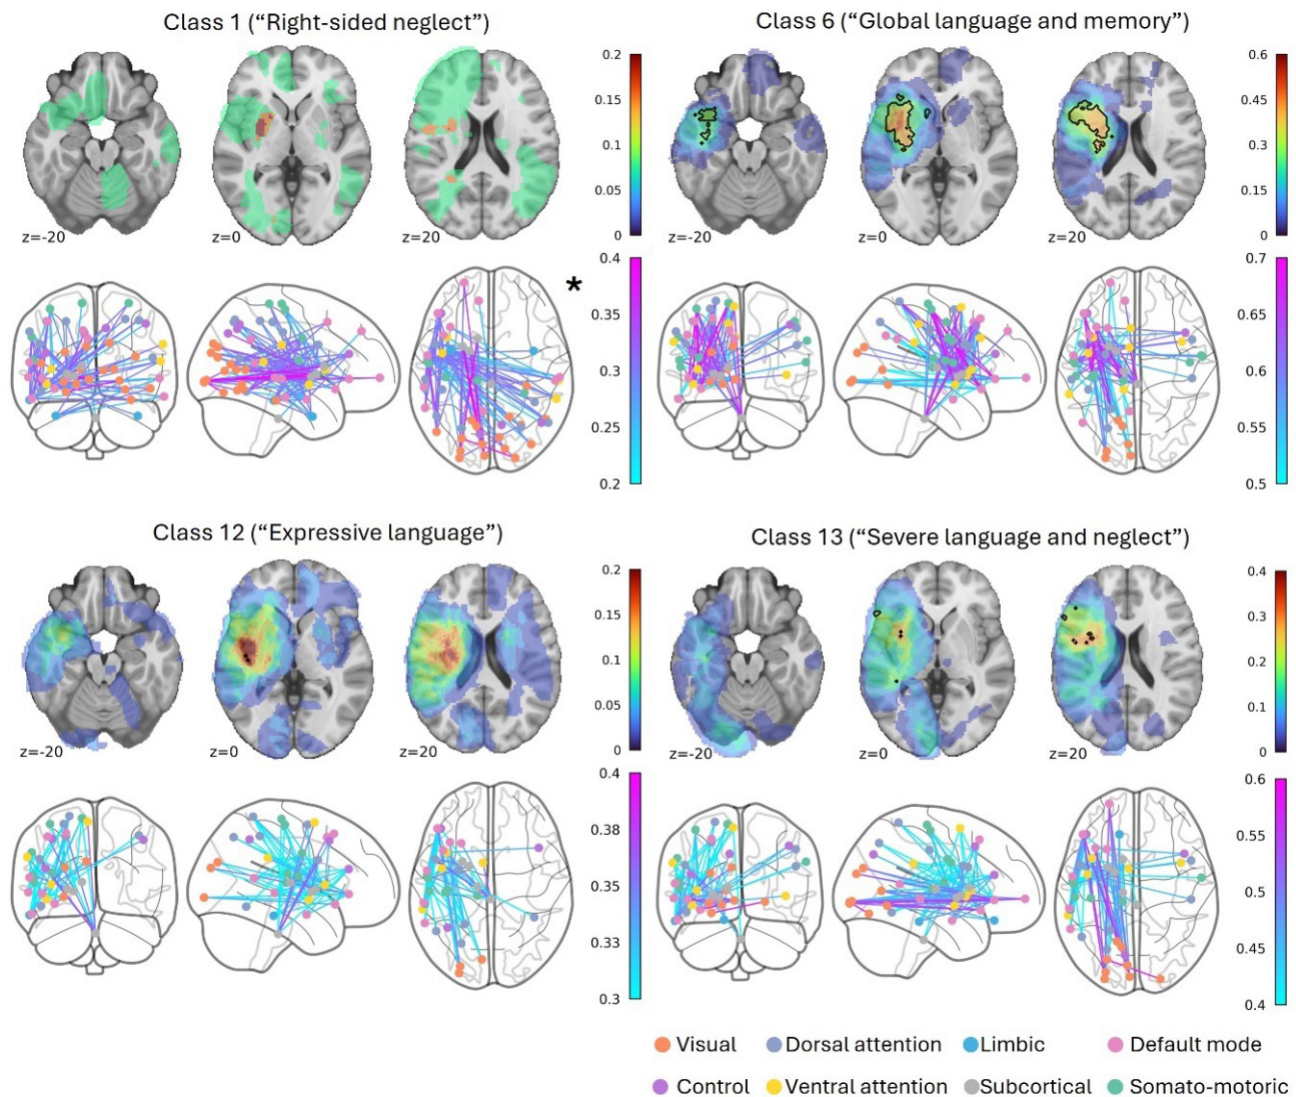 Class 1 (“Right-sided neglect”)
z=-20
z=0
z=20
0.2
0.15
0.1
0.05
0
*
0.4
0.35
0.3
0.25
0.2
Class 6 (“Global language and memory”)
z=-20
z=0
z=20
0.6
0.45
0.3
0.15
0
0.7
0.65
0.6
0.55
0.5
Class 12 (“Expressive language”)
z=-20
z=0
z=20
0.2
0.15
0.1
0.05
0
0.4
0.38
0.35
0.33
0.3
Class 13 (“Severe language and neglect”)
z=-20
z=0
z=20
0.4
0.3
0.2
0.1
0
0.6
0.55
0.5
0.45
0.4
Visual Dorsal attention Limbic Default mode
Control Ventral attention Subcortical Somato-motoric